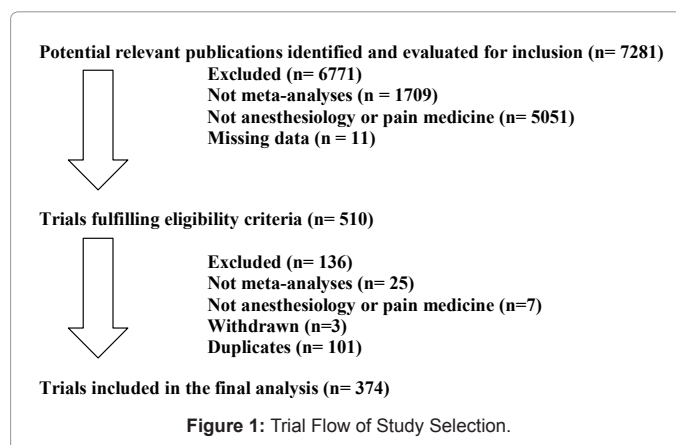 Potential relevant publications identified and evaluated for inclusion (n= 7281)
Excluded (n= 6771)
Not meta-analyses (n = 1709)
Not anesthesiology or pain medicine (n= 5051)
Missing data (n = 11)
Trials fulfilling eligibility criteria (n= 510)
Excluded (n= 136)
Not meta-analyses (n= 25)
Not anesthesiology or pain medicine (n=7)
Withdrawn (n=3)
Duplicates (n= 101)
Trials included in the final analysis (n= 374)
Figure 1: Trial Flow of Study Selection.